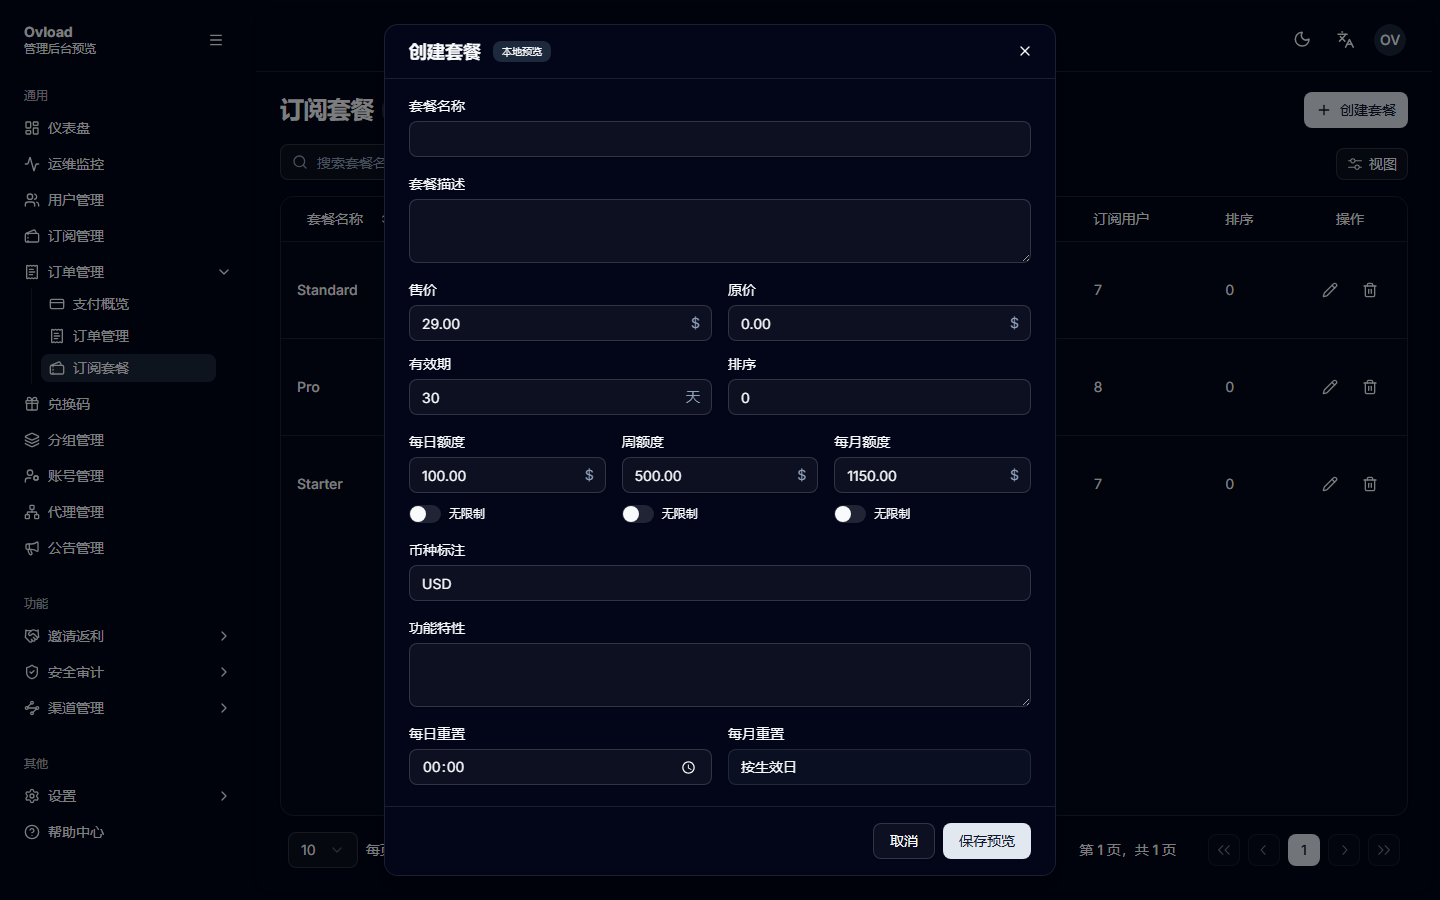 Ovload
管理后台预览
通用
仪表盘
运维监控
用户管理
订阅管理
订单管理
支付概览
订单管理
订阅套餐
兑换码
分组管理
账号管理
代理管理
公告管理
功能
邀请返利
安全审计
渠道管理
其他
设置
帮助中心
OV
订阅套餐
创建套餐
搜索套餐名
视图
套餐名称
订阅用户
排序
操作
Standard
7
0
Pro
8
0
Starter
7
0
10
每页
第 1 页，共 1 页
1
创建套餐
本地预览
套餐名称
套餐描述
售价
原价
29.00 $
0.00 $
有效期
排序
30 天
0
每日额度
周额度
每月额度
100.00 $
500.00 $
1150.00 $
无限制
无限制
无限制
币种标注
USD
功能特性
每日重置
每月重置
00:00
按生效日
取消
保存预览